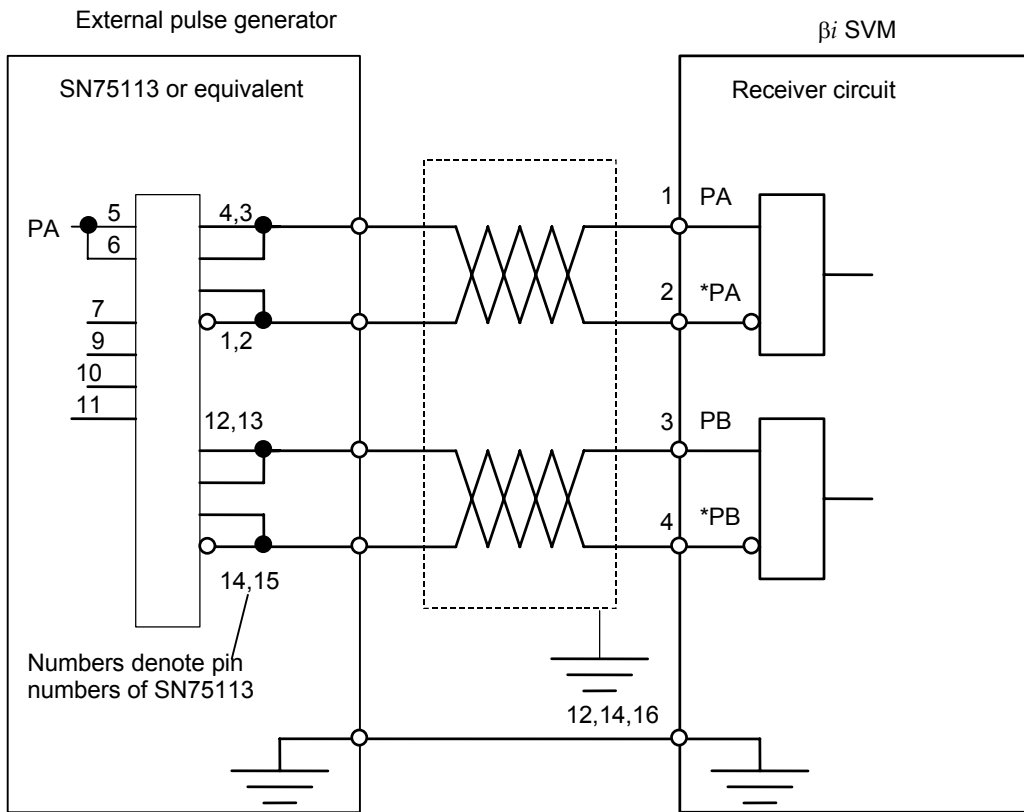 External pulse generator
βi SVM
SN75113 or equivalent
Receiver circuit
PA
5
6
4,3
7
9
10
11
1,2
12,13
14,15
1 PA
2 *PA
3 PB
4 *PB
Numbers denote pin
numbers of SN75113
12,14,16